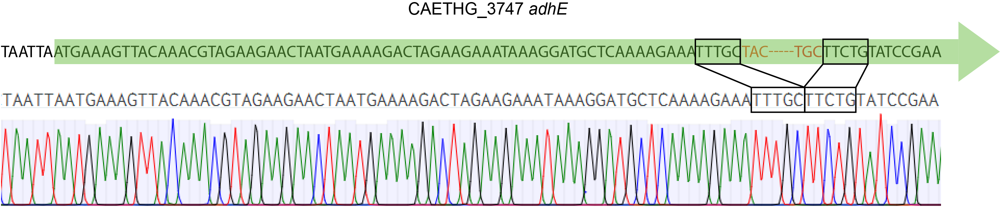 CAETHG_3747 adhE
TAATTAATGAAAGTTACAAACGTAGAAGAACTAATGAAAAGACTAGAAGAAATAAAGGATGCTCAAAAGAAATTTGCTAC-----TGCTTCTGTATCCGAA
TAATTAATGAAAGTTACAAACGTAGAAGAACTAATGAAAAGACTAGAAGAAATAAAGGATGCTCAAAAGAAATTTGCTTCTGTATCCGAA